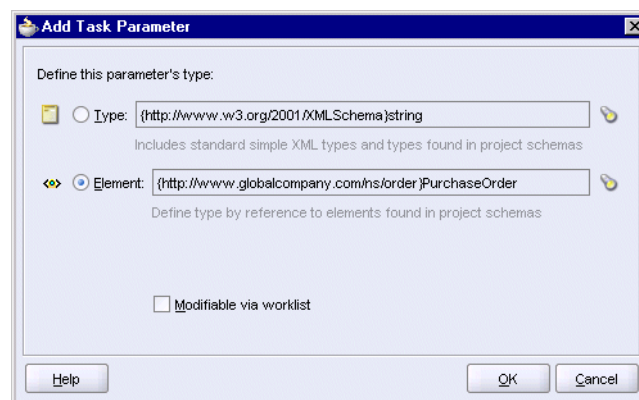 Add Task Parameter
Define this parameter's type:
Type: {http://www.w3.org/2001/XMLSchema}string
Includes standard simple XML types and types found in project schemas
Element: {http://www.globalcompany.com/ns/order}PurchaseOrder
Define type by reference to elements found in project schemas
Modifiable via worklist
Help OK Cancel